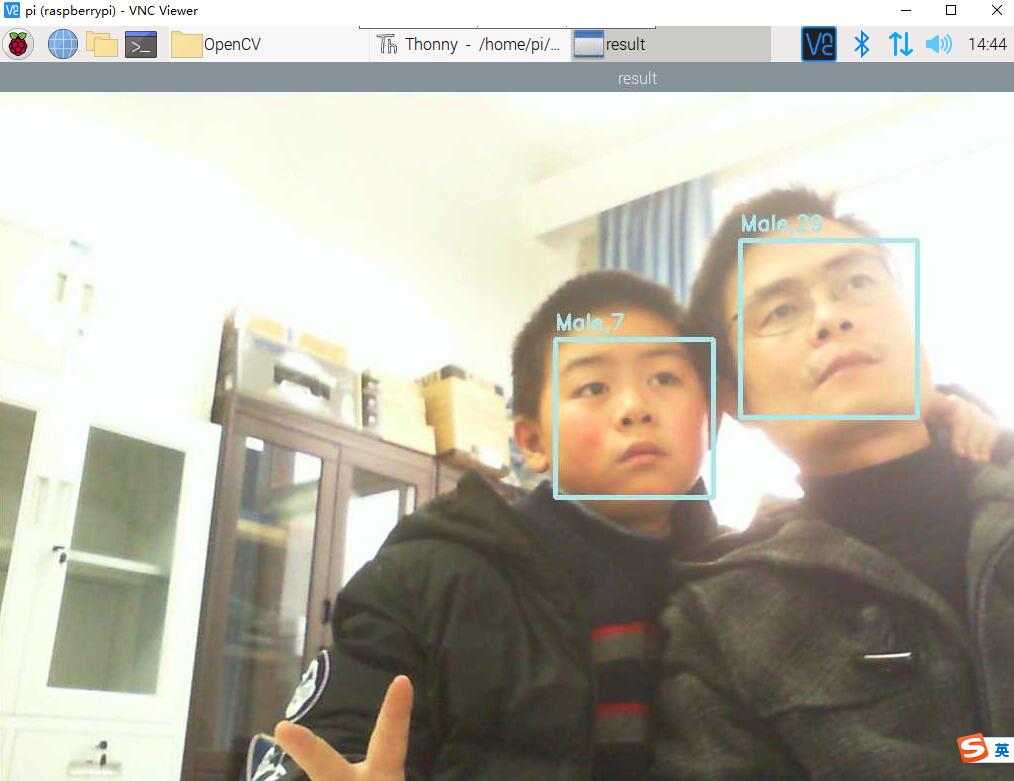 pi (raspberrypi) - VNC Viewer
OpenCV
Thonny - /home/pi/...
result
14:44
result
Male,29
Male,7
英